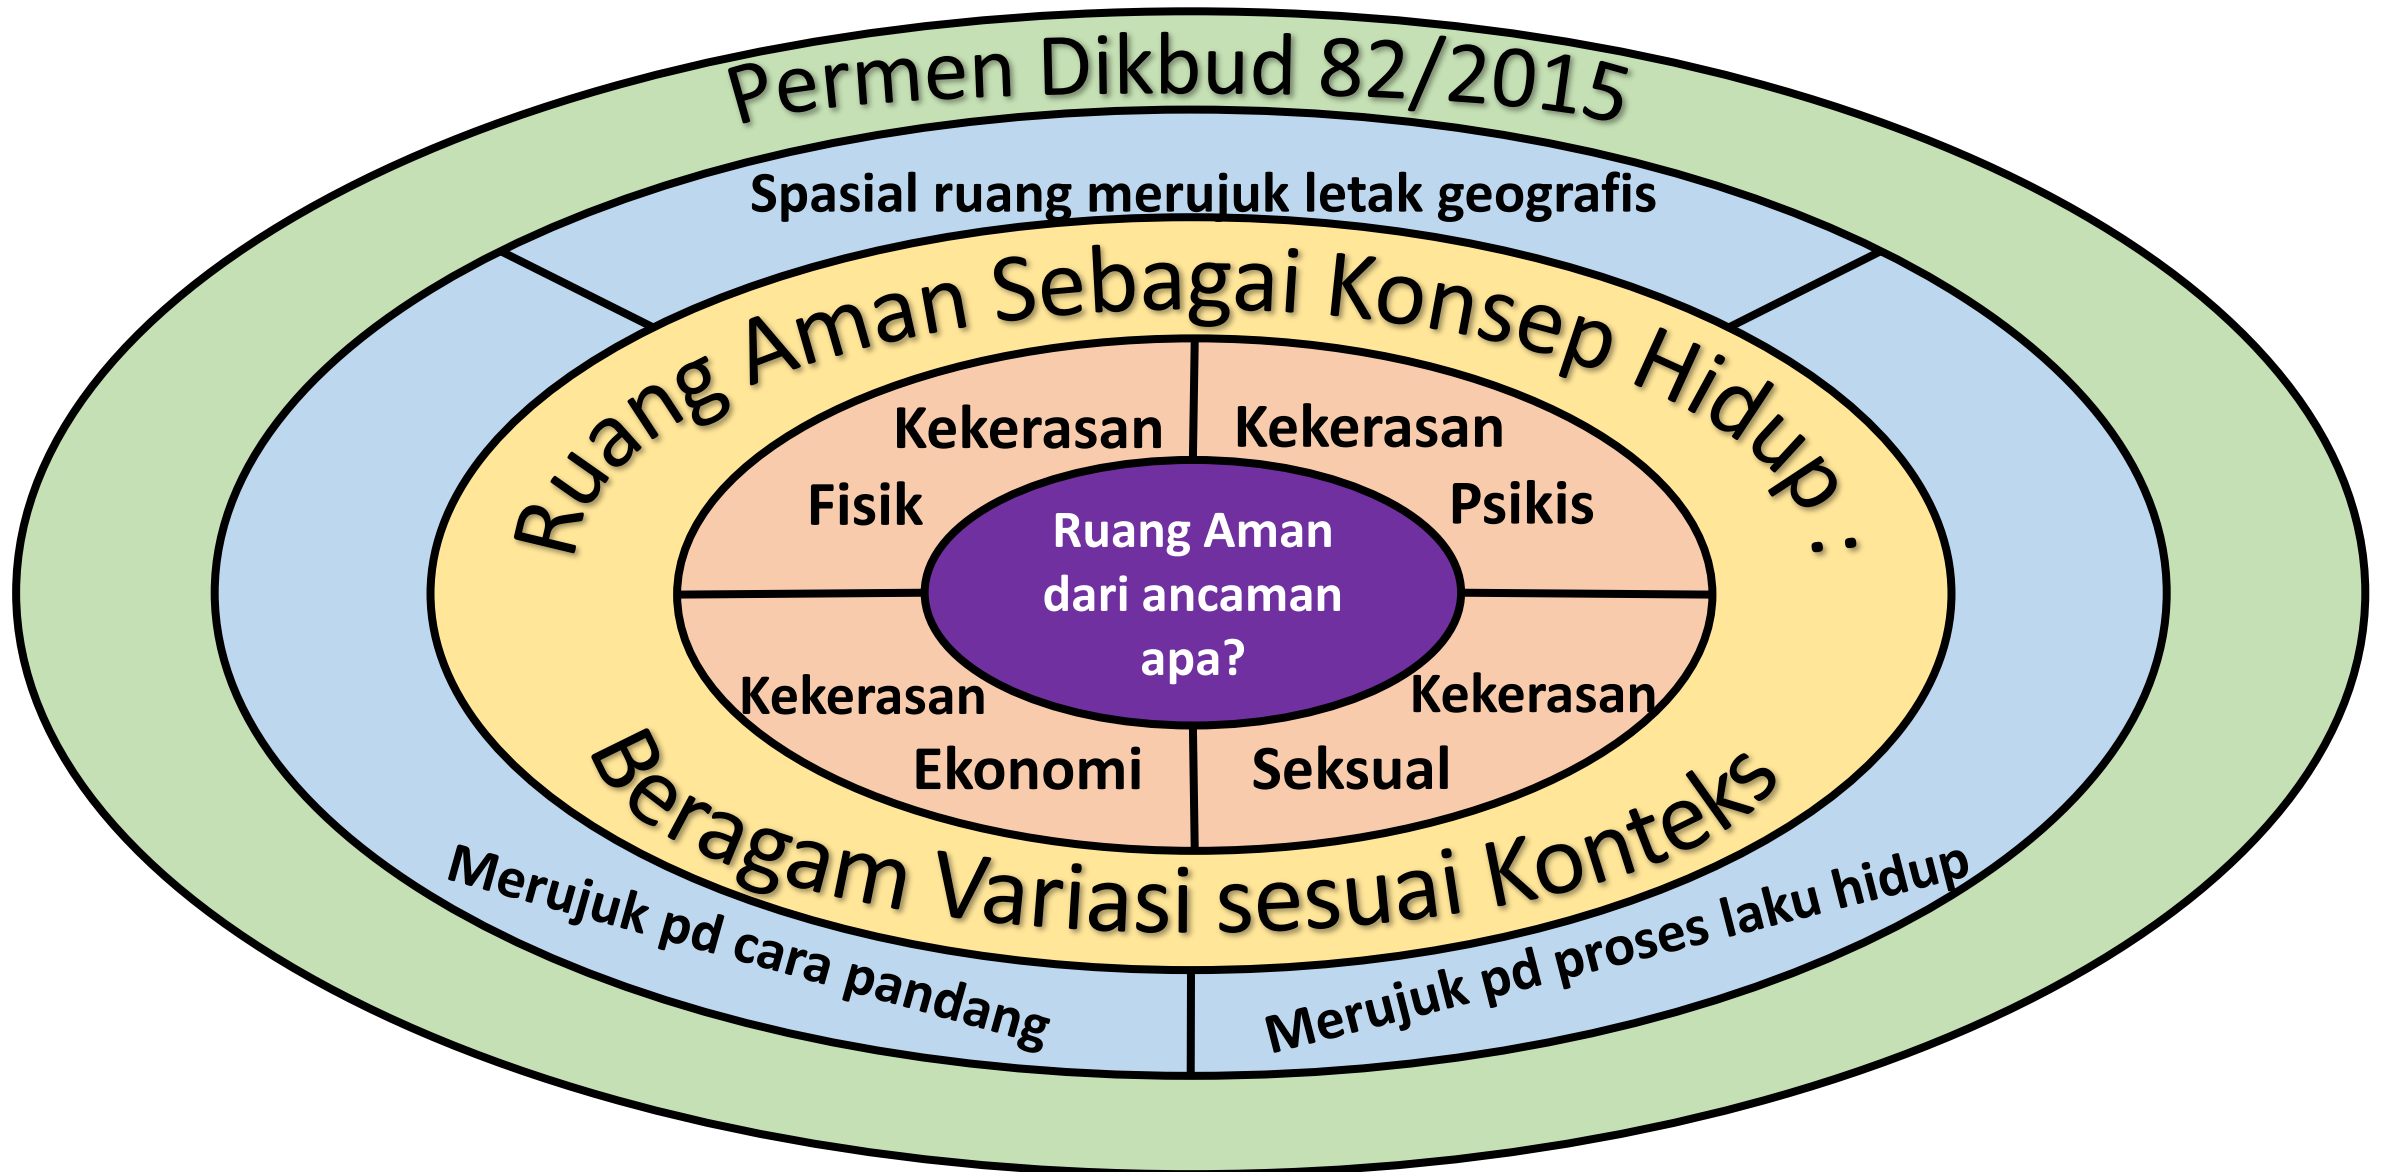 Permen Dikbud 82/2015
Spasial ruang merujuk letak geografis
Ruang Aman Sebagai Konsep Hidup :
Kekerasan
Fisik
Kekerasan
Psikis
Ruang Aman
dari ancaman
apa?
Kekerasan
Ekonomi
Kekerasan
Seksual
Beragam Variasi sesuai Konteks
Merujuk pd cara pandang
Merujuk pd proses laku hidup